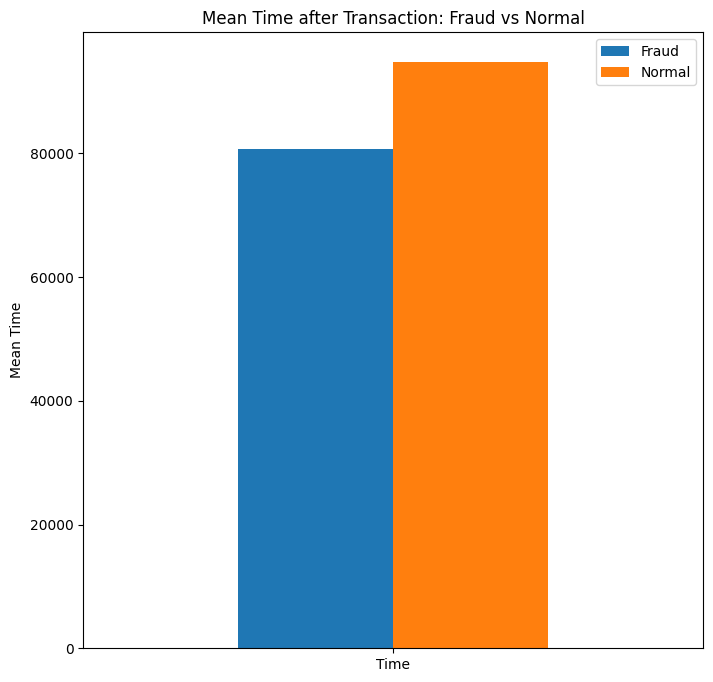 Mean Time after Transaction: Fraud vs Normal
Fraud
Normal
80000
60000
40000
20000
0
Mean Time
Time